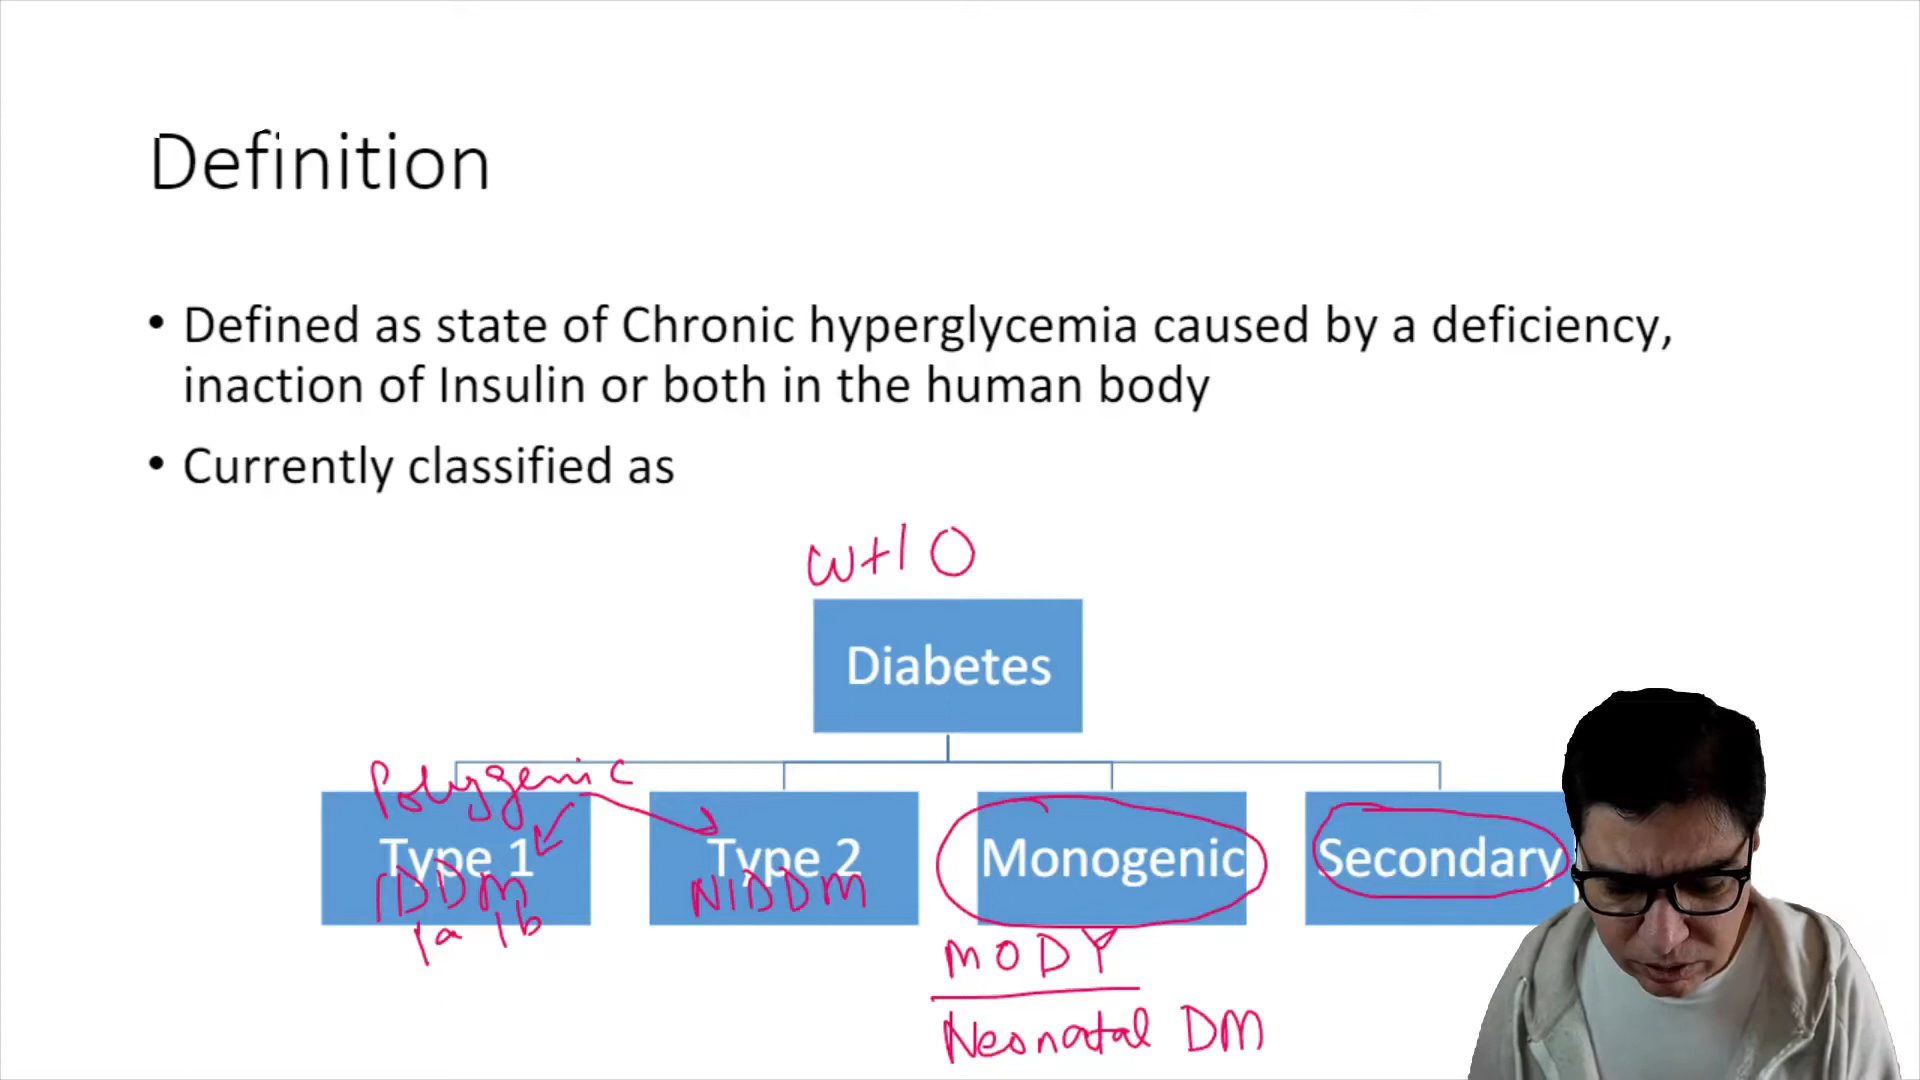 Definition
• Defined as state of Chronic hyperglycemia caused by a deficiency,
inaction of Insulin or both in the human body
• Currently classified as
WHO
Diabetes
Polygenic
Type 1 Type 2 Monogenic Secondary
IDDM NIDDM
1a 1b
MODY
Neonatal DM